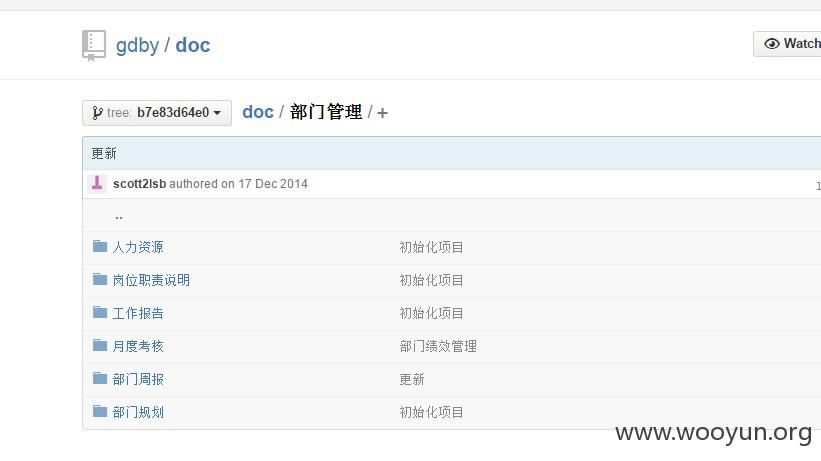 gdby / doc
Watch
tree: b7e83d64e0
doc / 部门管理 / +
更新
scott2lsb authored on 17 Dec 2014
1
..
人力资源 初始化项目
岗位职责说明 初始化项目
工作报告 初始化项目
月度考核 部门绩效管理
部门周报 更新
部门规划 初始化项目
www.wooyun.org